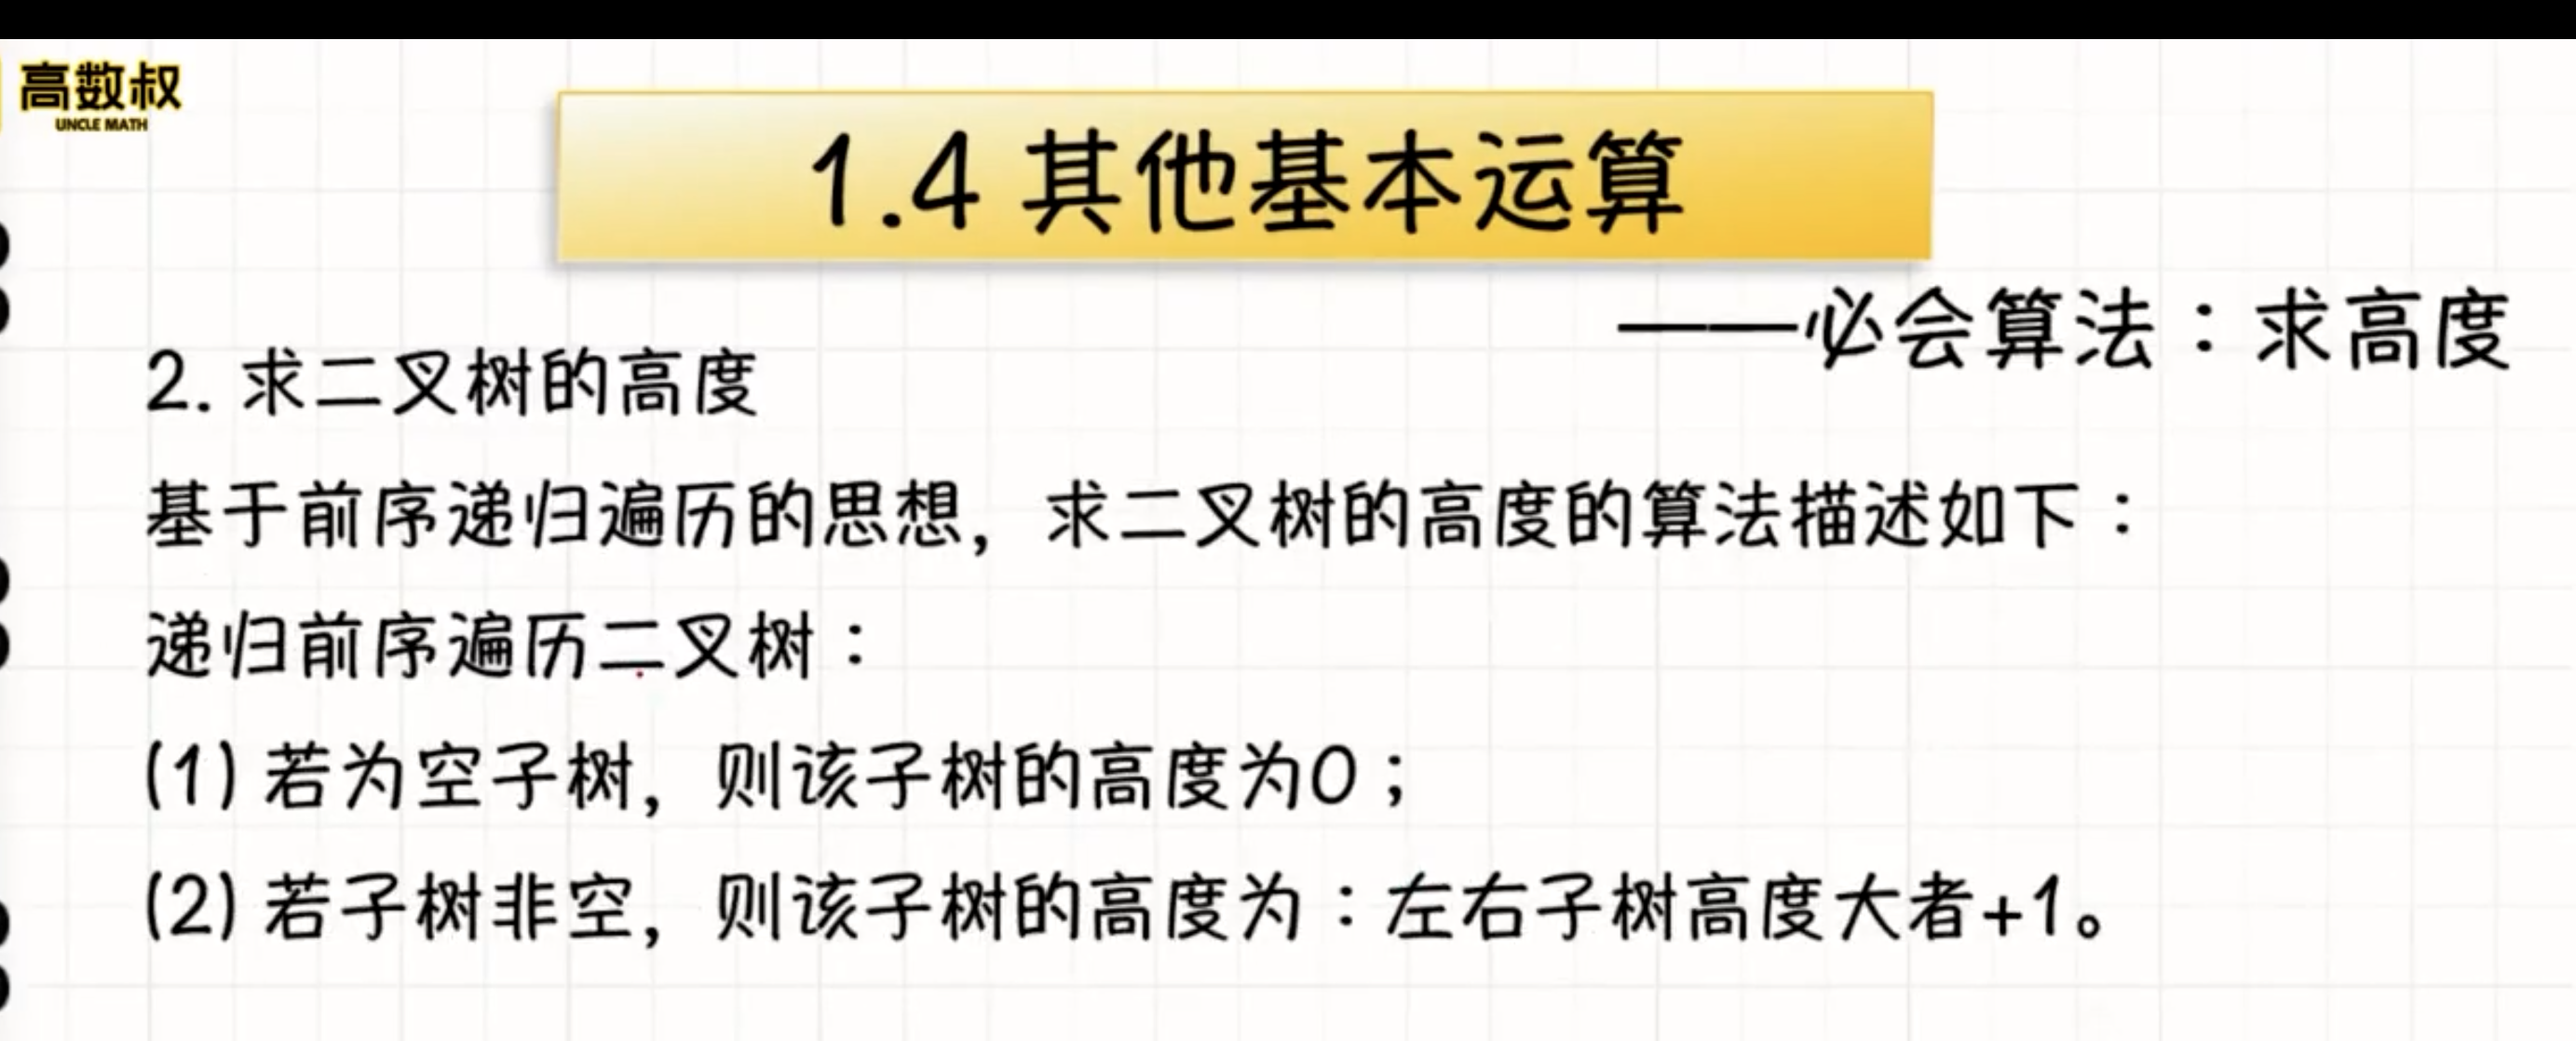 高数叔
UNCLE MATH
1.4 其他基本运算
——必会算法：求高度
2. 求二叉树的高度
基于前序递归遍历的思想，求二叉树的高度的算法描述如下：
递归前序遍历二叉树：
(1) 若为空子树，则该子树的高度为0；
(2) 若子树非空，则该子树的高度为：左右子树高度大者+1。